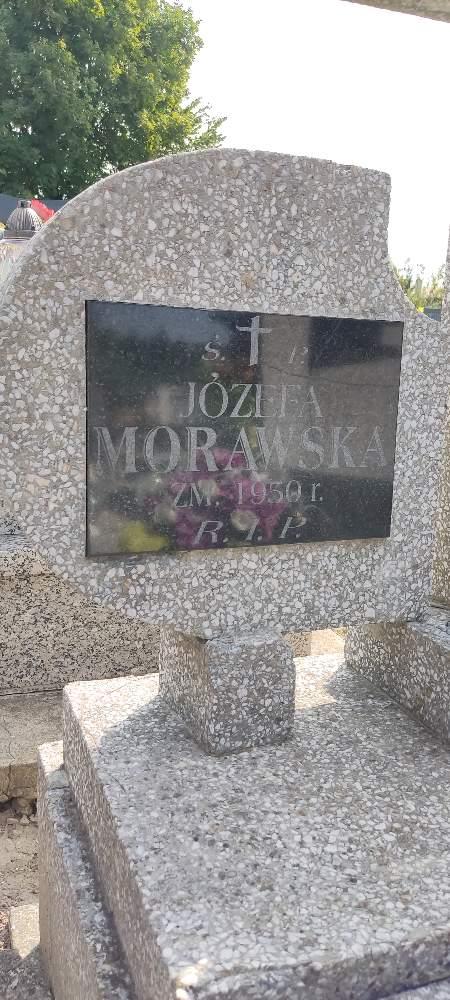 Ś. P.
JÓZEFA
MORAWSKA
ZM. 1950 r.
R. I. P.